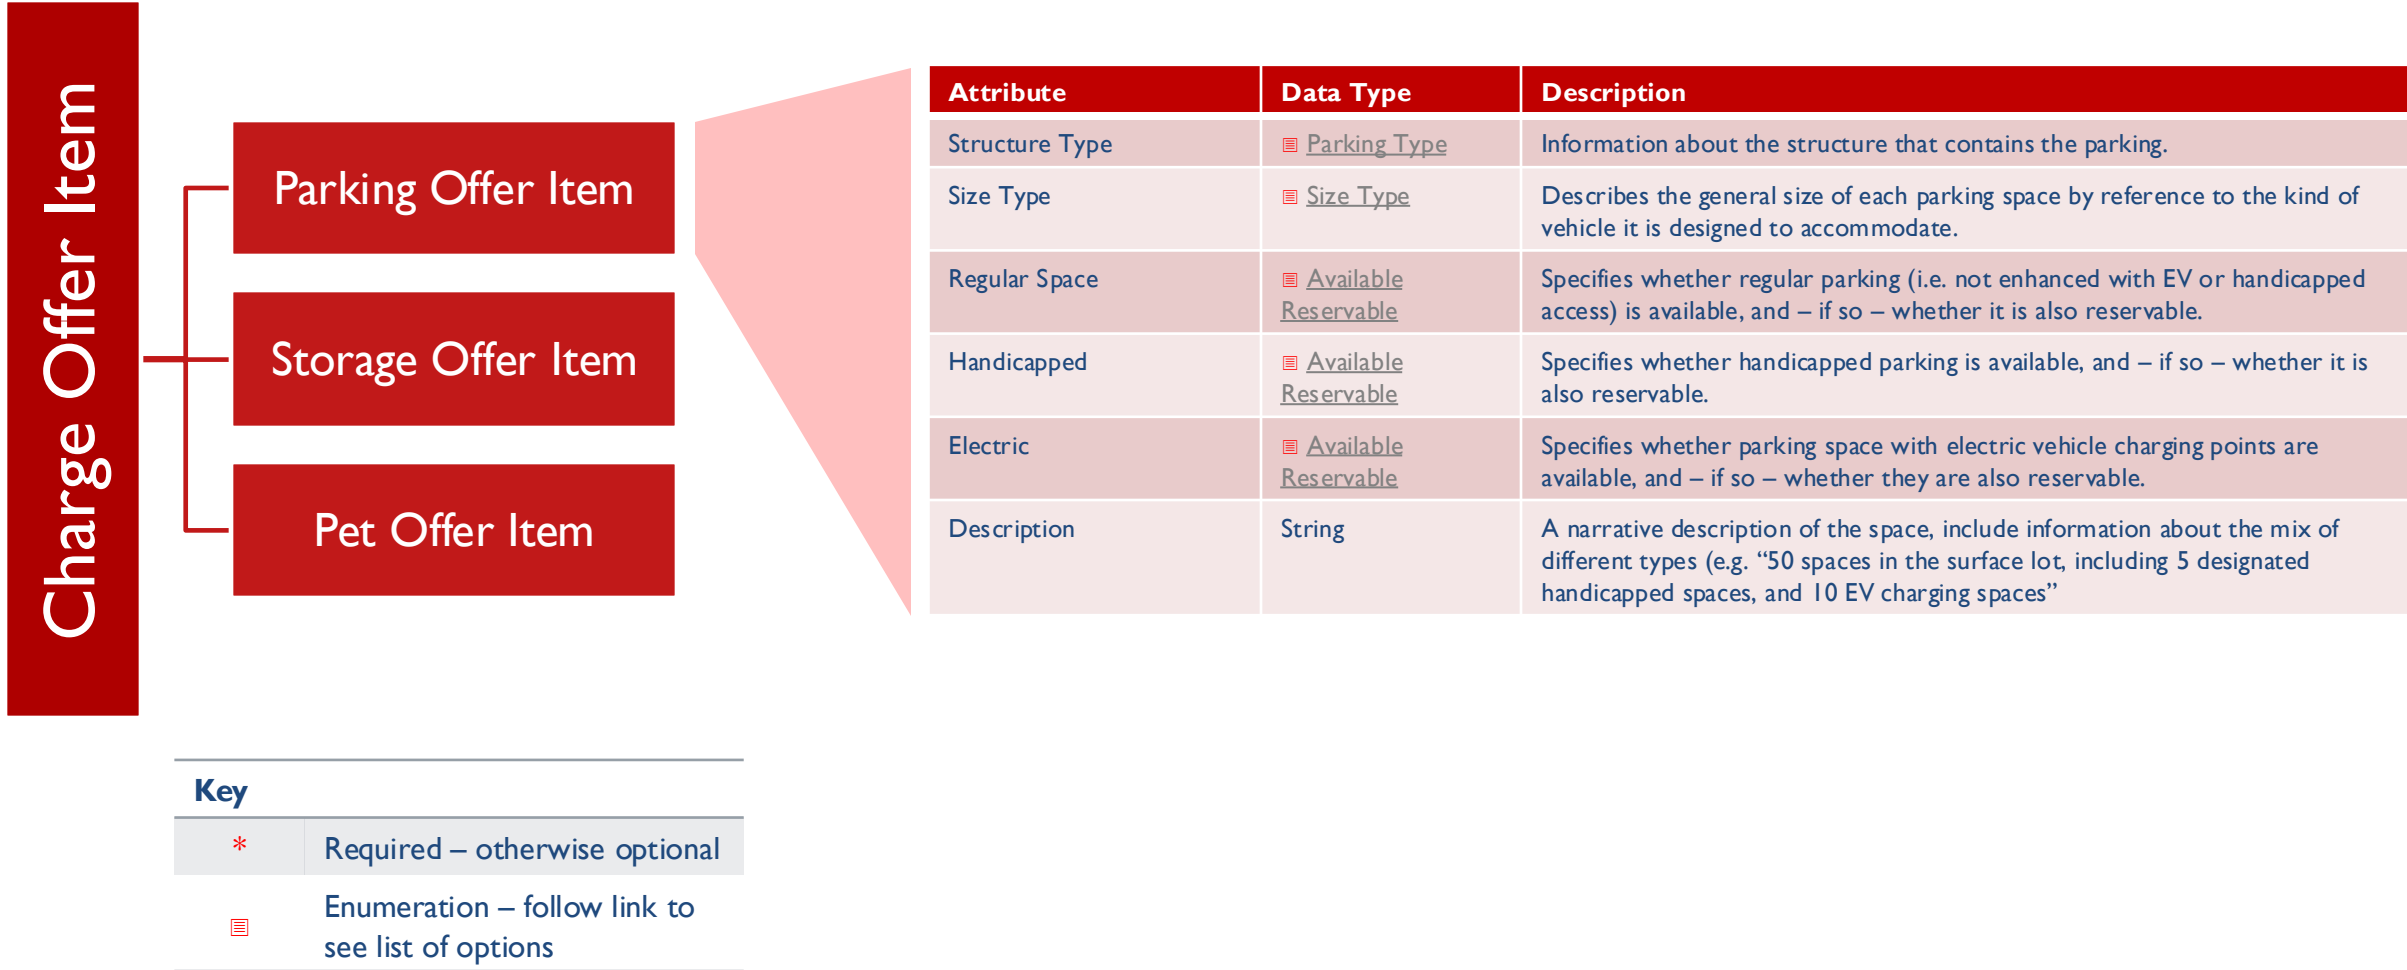 Charge Offer Item
Parking Offer Item
Storage Offer Item
Pet Offer Item
Attribute Data Type Description
Structure Type Parking Type Information about the structure that contains the parking.
Size Type Size Type Describes the general size of each parking space by reference to the kind of
vehicle it is designed to accommodate.
Regular Space Available Specifies whether regular parking (i.e. not enhanced with EV or handicapped
Reservable access) is available, and – if so – whether it is also reservable.
Handicapped Available Specifies whether handicapped parking is available, and – if so – whether it is
Reservable also reservable.
Electric Available Specifies whether parking space with electric vehicle charging points are
Reservable available, and – if so – whether they are also reservable.
Description String A narrative description of the space, include information about the mix of
different types (e.g. “50 spaces in the surface lot, including 5 designated
handicapped spaces, and 10 EV charging spaces”
Key
* Required – otherwise optional
Enumeration – follow link to
see list of options